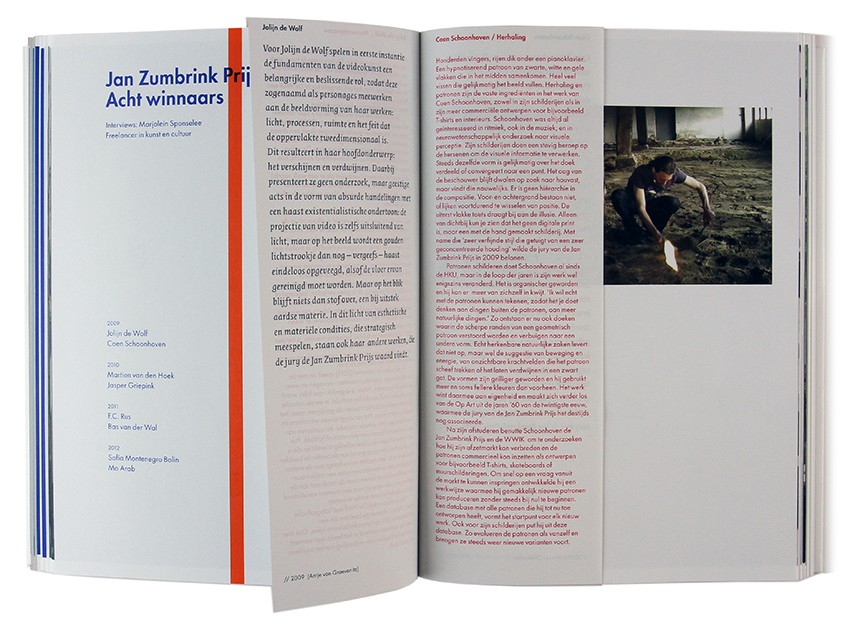 Jan Zumbrink Prij
Acht winnaars
Interviews: Marjolein Sponselee
Freelancer in kunst en cultuur
2009
Jolijn de Wolf
Coen Schoonhoven
2010
Martian van den Hoek
Jasper Griepink
2011
F.C. Rus
Bas van der Wal
2012
Sofia Montenegro Bolin
Mo Arab
Jolijn de Wolf
Voor Jolijn de Wolf spelen in eerste instantie
de fundamenten van de videokunst een
belangrijke en beslissende rol, zodat deze
zogenaamd als personages meewerken
aan de beeldvorming van haar werken:
licht, processen, ruimte en het feit dat
de oppervlakte tweedimensionaal is.
Dit resulteert in haar hoofdonderwerp:
het verschijnen en verdwijnen. Daarbij
presenteert ze geen onderzoek, maar geestige
acts in de vorm van absurde handelingen met
een haast existentialistische ondertoon: de
projectie van video is zelfs uitsluitend van
licht, maar op het beeld wordt een gouden
lichtstrook dan nog – vergeefs – haast
eindeloos opgeveegd, alsof de vloer ervan
gereinigd moet worden. Maar op het blik
blijft niets dan stof over, een bij uitstek
aardse materie. In dit licht van esthetische
en materiële condities, die strategisch
meespelen, staan ook haar andere werken, die
de jury de Jan Zumbrink Prijs waard vindt.
// 2009 (Antje von Graevenitz)
Coen Schoonhoven / Herhaling
Honderden vingers, rijen dik onder een pianoklavier.
Een hypnotiserend patroon van zwarte, witte en gele
vlakken die in het midden samenkomen. Heel veel
vissen die gelijkmatig het beeld vullen. Herhaling en
patronen zijn de vaste ingrediënten in het werk van
Coen Schoonhoven, zowel in zijn schilderijen als in
zijn meer commerciële ontwerpen voor bijvoorbeeld
T-shirts en interieurs. Schoonhoven was altijd al
geïnteresseerd in ritmiek, ook in de muziek; en in
neurowetenschappelijk onderzoek naar visuele
perceptie. Zijn schilderijen doen een stevig beroep op
de hersenen om de visuele informatie te verwerken.
Steeds dezelfde vorm is gelijkmatig over het doek
verdeeld of convergeert naar een punt. Het oog van
de beschouwer blijft dwalen op zoek naar houvast,
maar vindt die nauwelijks. Er is geen hiërarchie in
de compositie. Voor- en achtergrond bestaan niet,
of lijken voortdurend te wisselen van positie. De
uiterst vlakke toets draagt bij aan de illusie. Alleen
van dichtbij kun je zien dat het geen digitale print
is, maar een met de hand gemaakt schilderij. Met
name die 'zeer verfijnde stijl die getuigt van een zeer
geconcentreerde houding' wilde de jury van de Jan
Zumbrink Prijs in 2009 belonen.
Patronen schilderen doet Schoonhoven al sinds
de HKU, maar in de loop der jaren is zijn werk wel
enigszins veranderd. Het is organischer geworden
en hij kan er meer van zichzelf in kwijt. 'Ik wil echt
met de patronen kunnen tekenen, zodat het je doet
denken aan dingen buiten de patronen, aan meer
natuurlijke dingen.' Zo ontstaan er nu ook doeken
waarin de scherpe randen van een geometrisch
patroon verstoord worden en verbuigen naar een
andere vorm. Echt herkenbare natuurlijke zaken levert
dat niet op, maar wel de suggestie van beweging en
energie, van onzichtbare krachtvelden die het patroon
scheef trekken of het laten verdwijnen in een zwart
gat. De vormen zijn grilliger geworden en hij gebruikt
meer en soms fellere kleuren dan voorheen. Het werk
wint daarmee aan eigenheid en maakt zich verder los
van de Op Art uit de jaren '60 van de twintigste eeuw,
waarmee de jury van de Jan Zumbrink Prijs het destijds
nog associeerde.
Na zijn afstuderen benutte Schoonhoven de
Jan Zumbrink Prijs en de WWIK om te onderzoeken
hoe hij zijn afzetmarkt kon verbreden en de
patronen commercieel kon inzetten als ontwerpen
voor bijvoorbeeld T-shirts, skateboards of
muurschilderingen. Om snel op een vraag vanuit
de markt te kunnen inspringen ontwikkelde hij een
werkwijze waarmee hij gemakkelijk nieuwe patronen
kan produceren zonder steeds bij nul te beginnen.
Een database met alle patronen die hij tot nu toe
ontworpen heeft, vormt het startpunt voor elk nieuw
werk. Ook voor zijn schilderijen put hij uit deze
database. Zo evolueren de patronen als vanzelf en
brengen ze steeds weer nieuwe varianten voort.